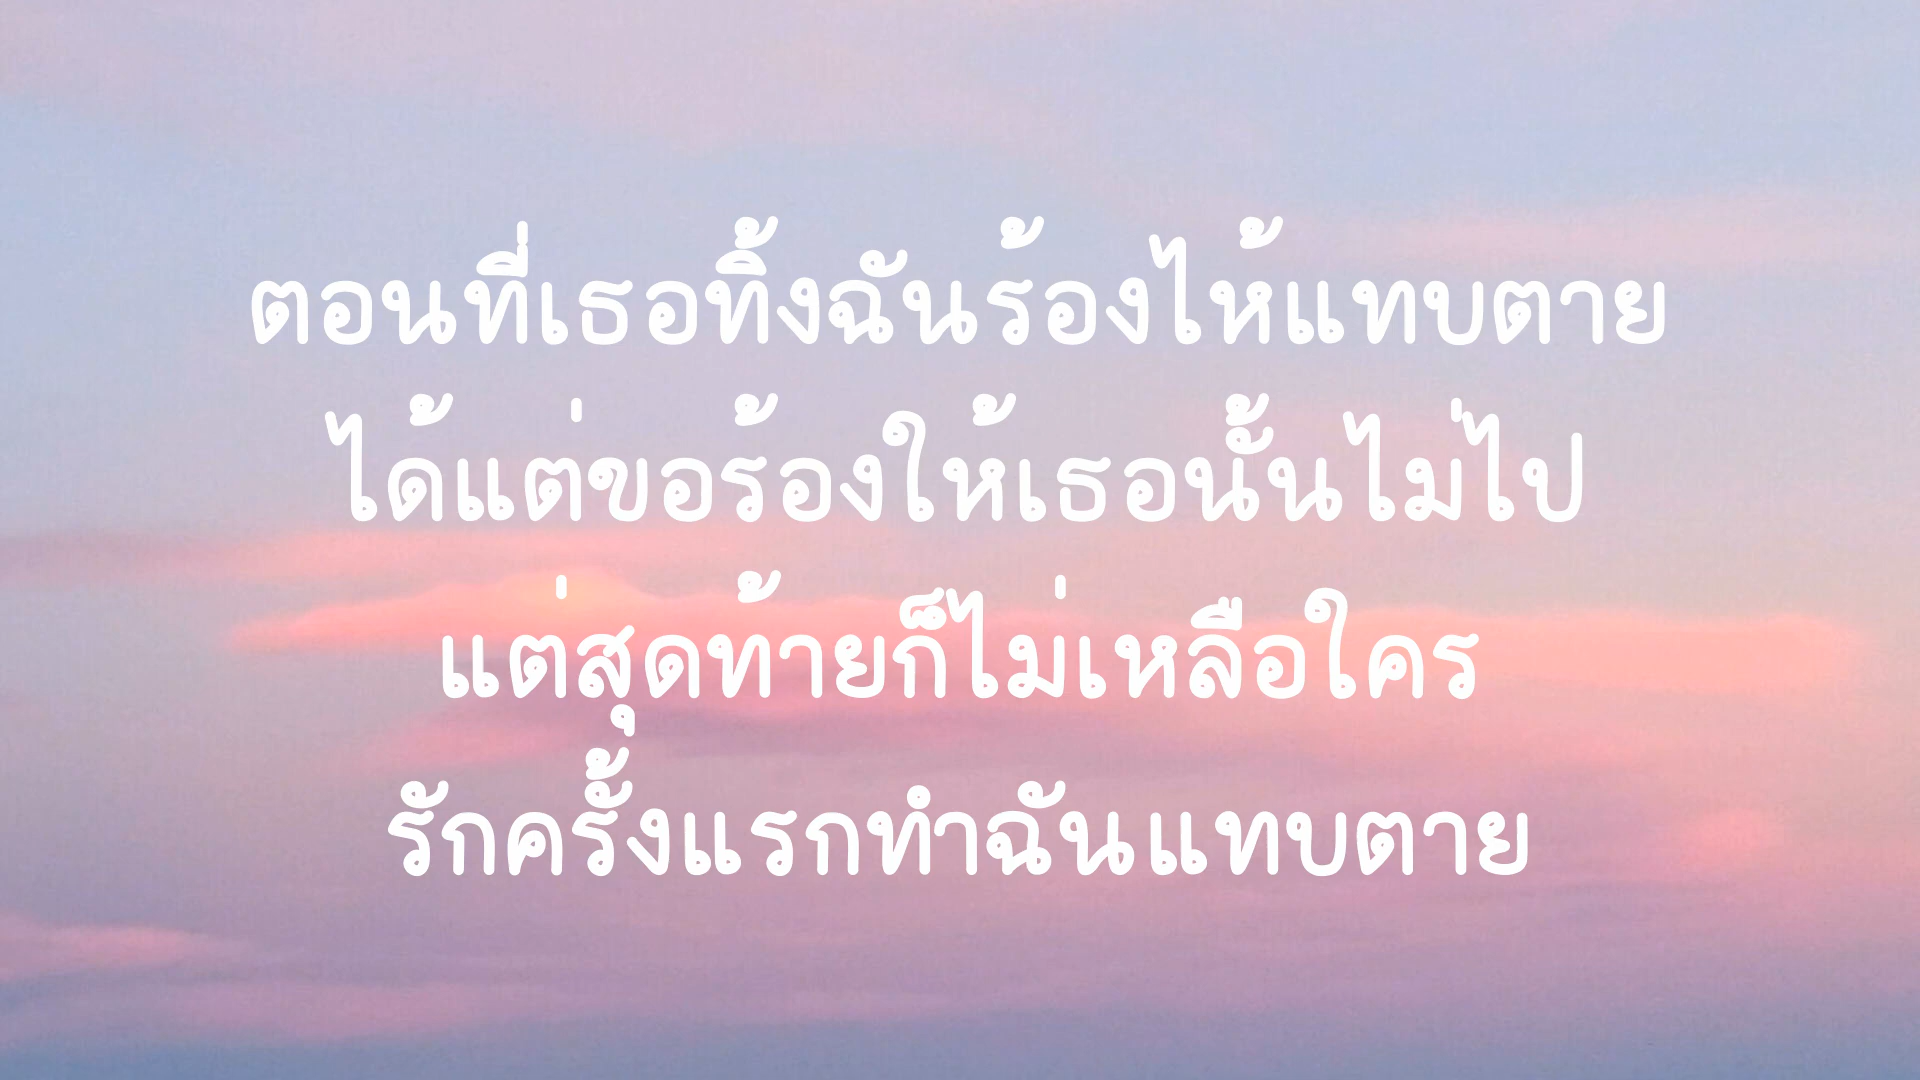 ตอนที่เธอทิ้งฉันร้องไห้แทบตาย
ได้แต่ขอร้องให้เธอนั้นไม่ไป
แต่สุดท้ายก็ไม่เหลือใคร
รักครั้งแรกทำฉันแทบตาย